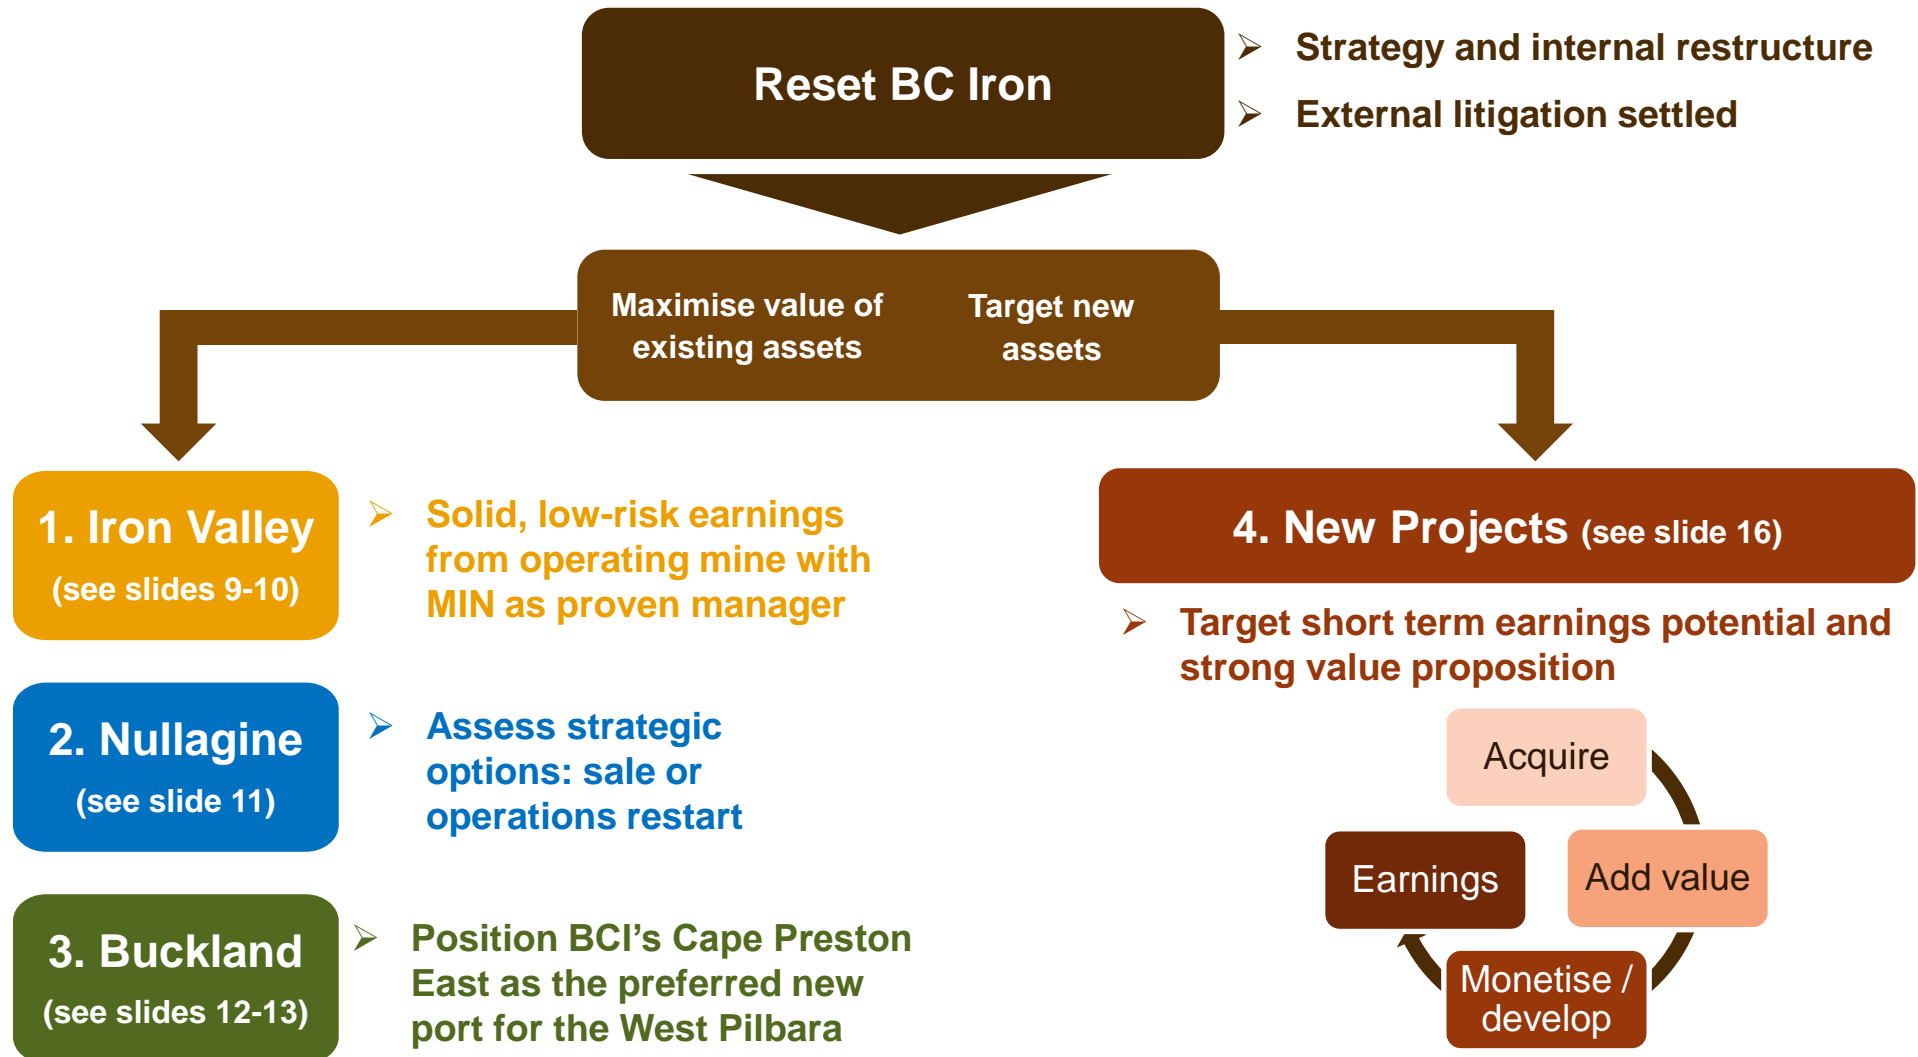 Reset BC Iron
Strategy and internal restructure
External litigation settled
Maximise value of
existing assets
Target new
assets
1. Iron Valley
(see slides 9-10)
Solid, low-risk earnings
from operating mine with
MIN as proven manager
2. Nullagine
(see slide 11)
Assess strategic
options: sale or
operations restart
3. Buckland
(see slides 12-13)
Position BCI’s Cape Preston
East as the preferred new
port for the West Pilbara
4. New Projects (see slide 16)
Target short term earnings potential and
strong value proposition
Acquire
Add value
Monetise /
develop
Earnings